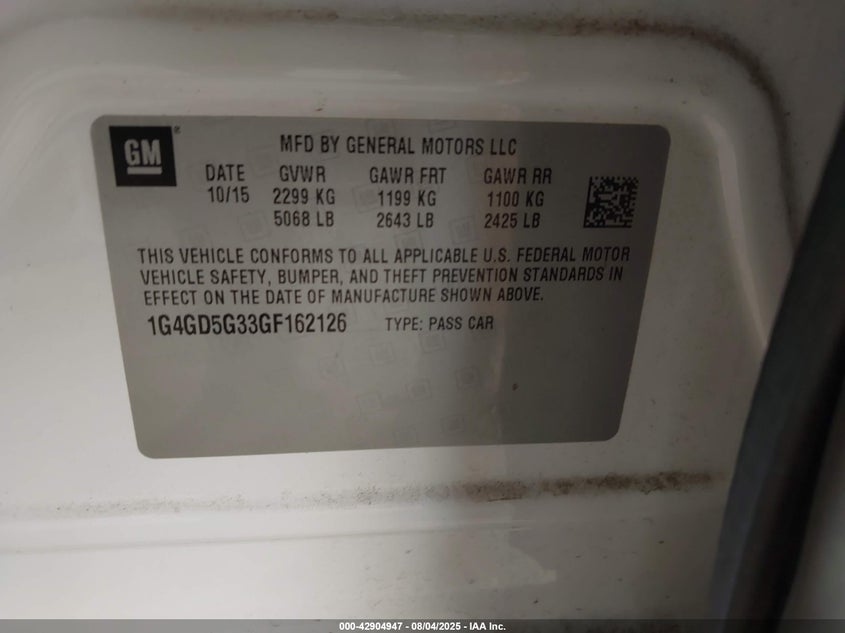 GM
MFD BY GENERAL MOTORS LLC
DATE GVWR GAWR FRT GAWR RR
10/15 2299 KG 1199 KG 1100 KG
5068 LB 2643 LB 2425 LB
THIS VEHICLE CONFORMS TO ALL APPLICABLE U.S. FEDERAL MOTOR
VEHICLE SAFETY, BUMPER, AND THEFT PREVENTION STANDARDS IN
EFFECT ON THE DATE OF MANUFACTURE SHOWN ABOVE.
1G4GD5G33GF162126 TYPE: PASS CAR
000-42904947 - 08/04/2025 - IAA Inc.